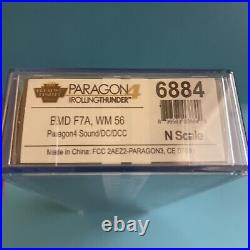 PARAGON4
ROLLING THUNDER
6884
EMD F7A, WM 56
Paragon4 Sound/DC/DCC
N Scale
Made in China: FCC 2AEZ2-PARAGON3, CE